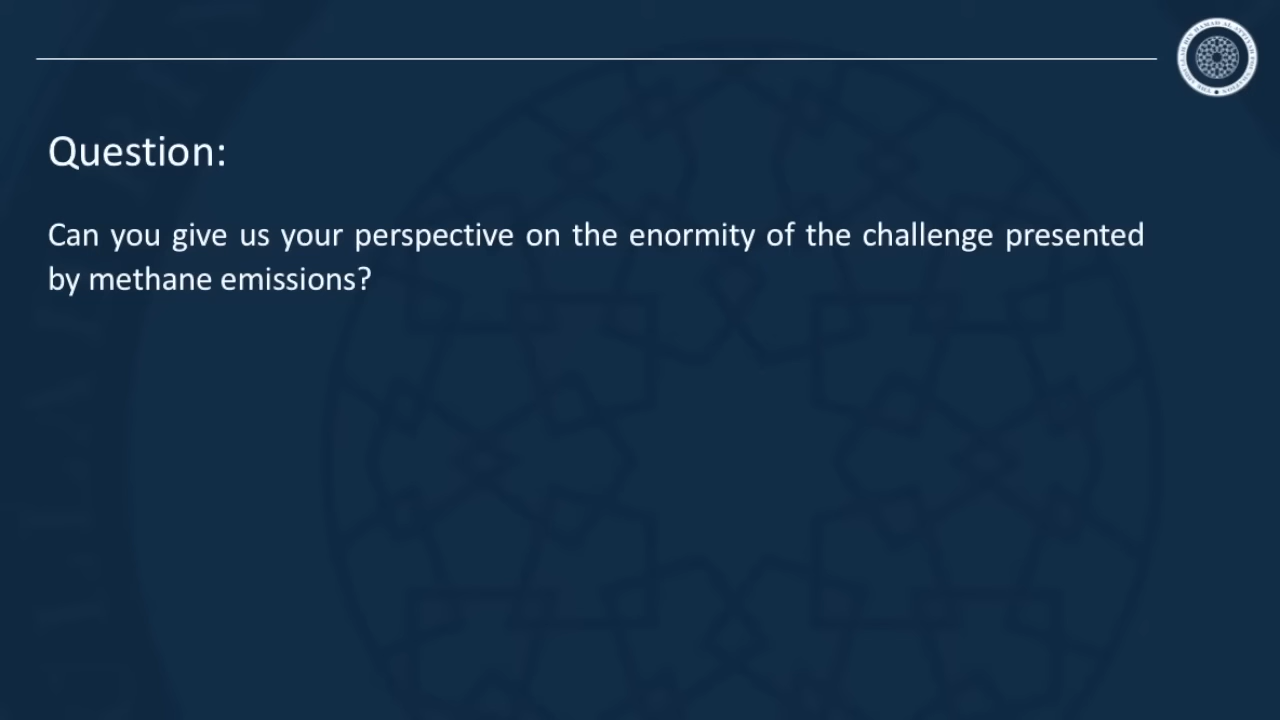 Question:
Can you give us your perspective on the enormity of the challenge presented
by methane emissions?